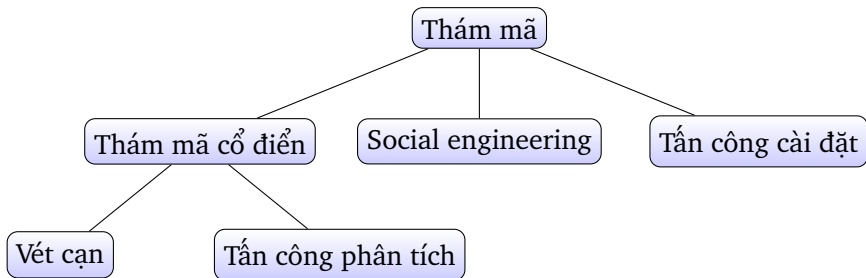 Thám mã
Thám mã cổ điển
Social engineering
Tấn công cài đặt
Vét cạn
Tấn công phân tích